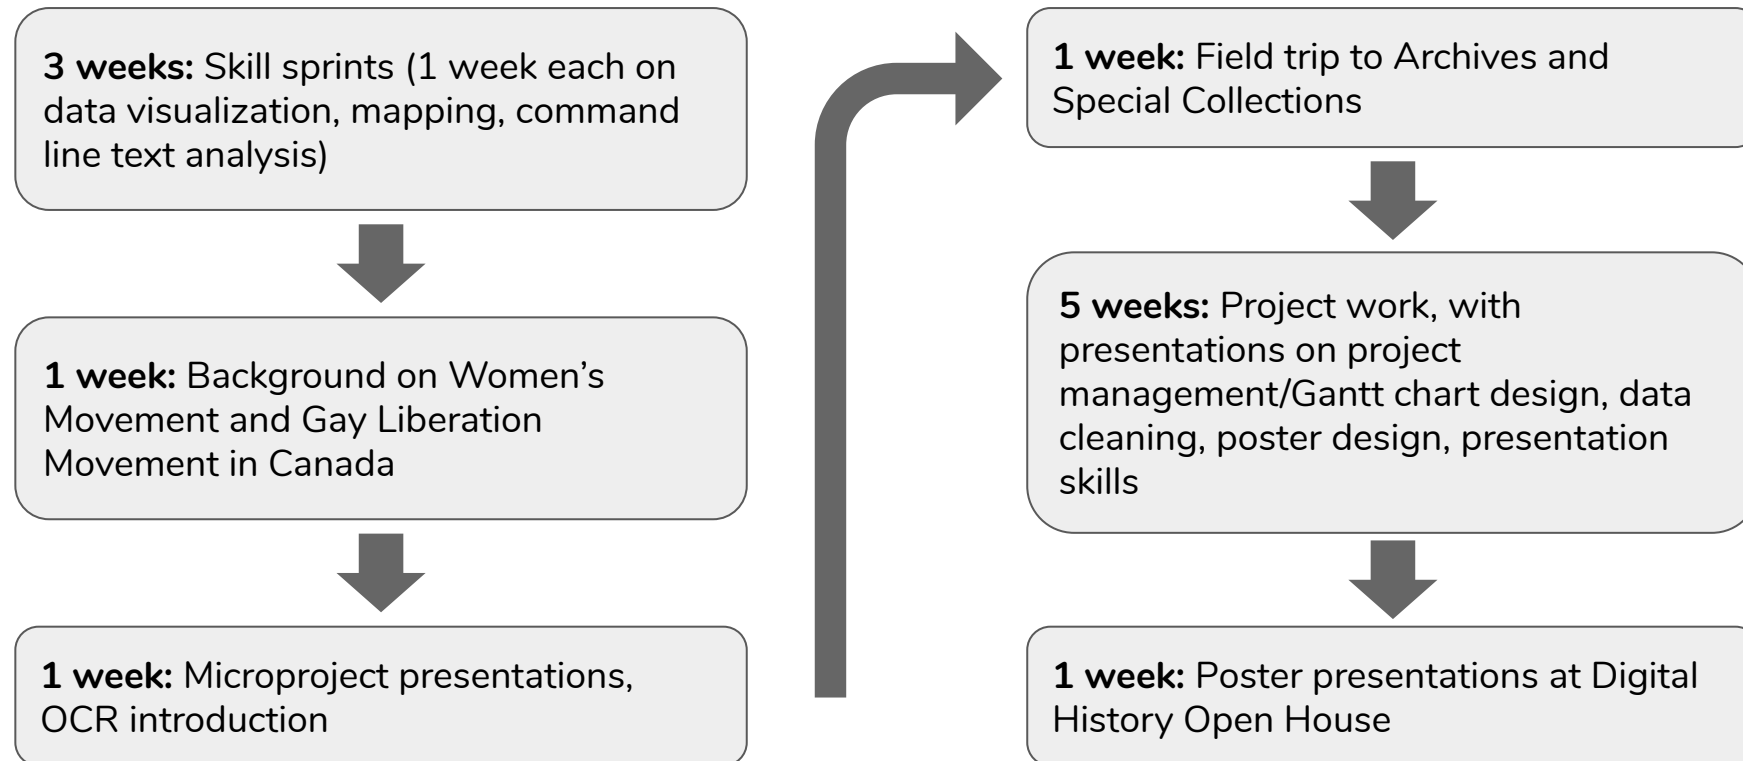 3 weeks: Skill sprints (1 week each on
data visualization, mapping, command
line text analysis)
1 week: Background on Women’s
Movement and Gay Liberation
Movement in Canada
1 week: Microproject presentations,
OCR introduction
1 week: Field trip to Archives and
Special Collections
5 weeks: Project work, with
presentations on project
management/Gantt chart design, data
cleaning, poster design, presentation
skills
1 week: Poster presentations at Digital
History Open House